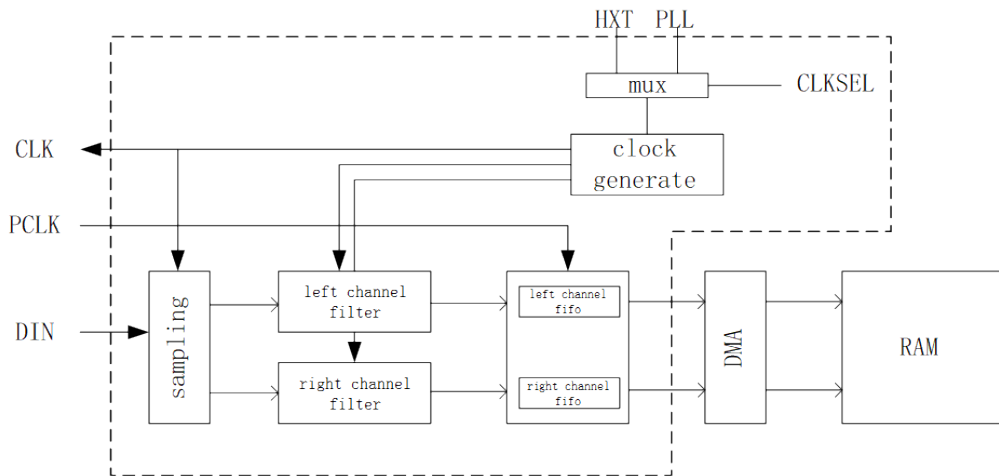 HXT PLL
mux
CLKSEL
CLK
clock
generate
PCLK
DIN
sampling
left channel
filter
right channel
filter
left channel
fifo
right channel
fifo
DMA
RAM